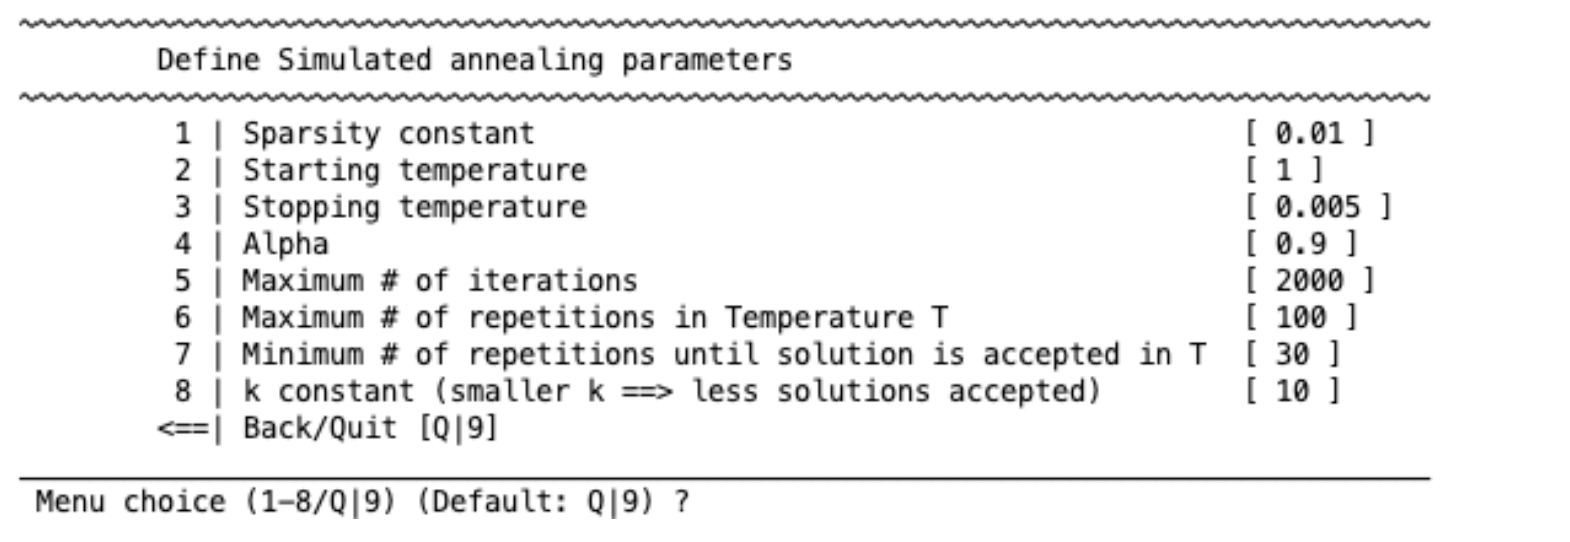 Define Simulated annealing parameters
1 | Sparsity constant [ 0.01 ]
2 | Starting temperature [ 1 ]
3 | Stopping temperature [ 0.005 ]
4 | Alpha [ 0.9 ]
5 | Maximum # of iterations [ 2000 ]
6 | Maximum # of repetitions in Temperature T [ 100 ]
7 | Minimum # of repetitions until solution is accepted in T [ 30 ]
8 | k constant (smaller k ==> less solutions accepted) [ 10 ]
<==| Back/Quit [Q|9]
Menu choice (1-8/Q|9) (Default: Q|9) ?